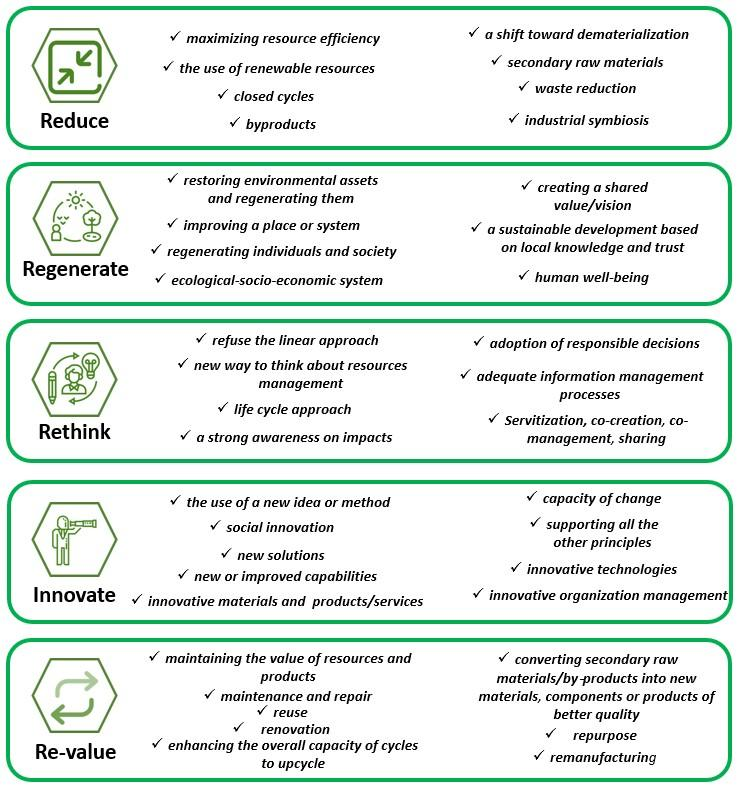 Reduce
✓ maximizing resource efficiency
✓ the use of renewable resources
✓ closed cycles
✓ byproducts
✓ a shift toward dematerialization
✓ secondary raw materials
✓ waste reduction
✓ industrial symbiosis
Regenerate
✓ restoring environmental assets
and regenerating them
✓ improving a place or system
✓ regenerating individuals and society
✓ ecological-socio-economic system
✓ creating a shared
value/vision
✓ a sustainable development based
on local knowledge and trust
✓ human well-being
Rethink
✓ refuse the linear approach
✓ new way to think about resources
management
✓ life cycle approach
✓ a strong awareness on impacts
✓ adoption of responsible decisions
✓ adequate information management
processes
✓ Servitization, co-creation, co-
management, sharing
Innovate
✓ the use of a new idea or method
✓ social innovation
✓ new solutions
✓ new or improved capabilities
✓ innovative materials and products/services
✓ capacity of change
✓ supporting all the
other principles
✓ innovative technologies
✓ innovative organization management
Re-value
✓ maintaining the value of resources and
products
✓ maintenance and repair
✓ reuse
✓ renovation
✓ enhancing the overall capacity of cycles
to upcycle
✓ converting secondary raw
materials/by-products into new
materials, components or products of
better quality
✓ repurpose
✓ remanufacturing